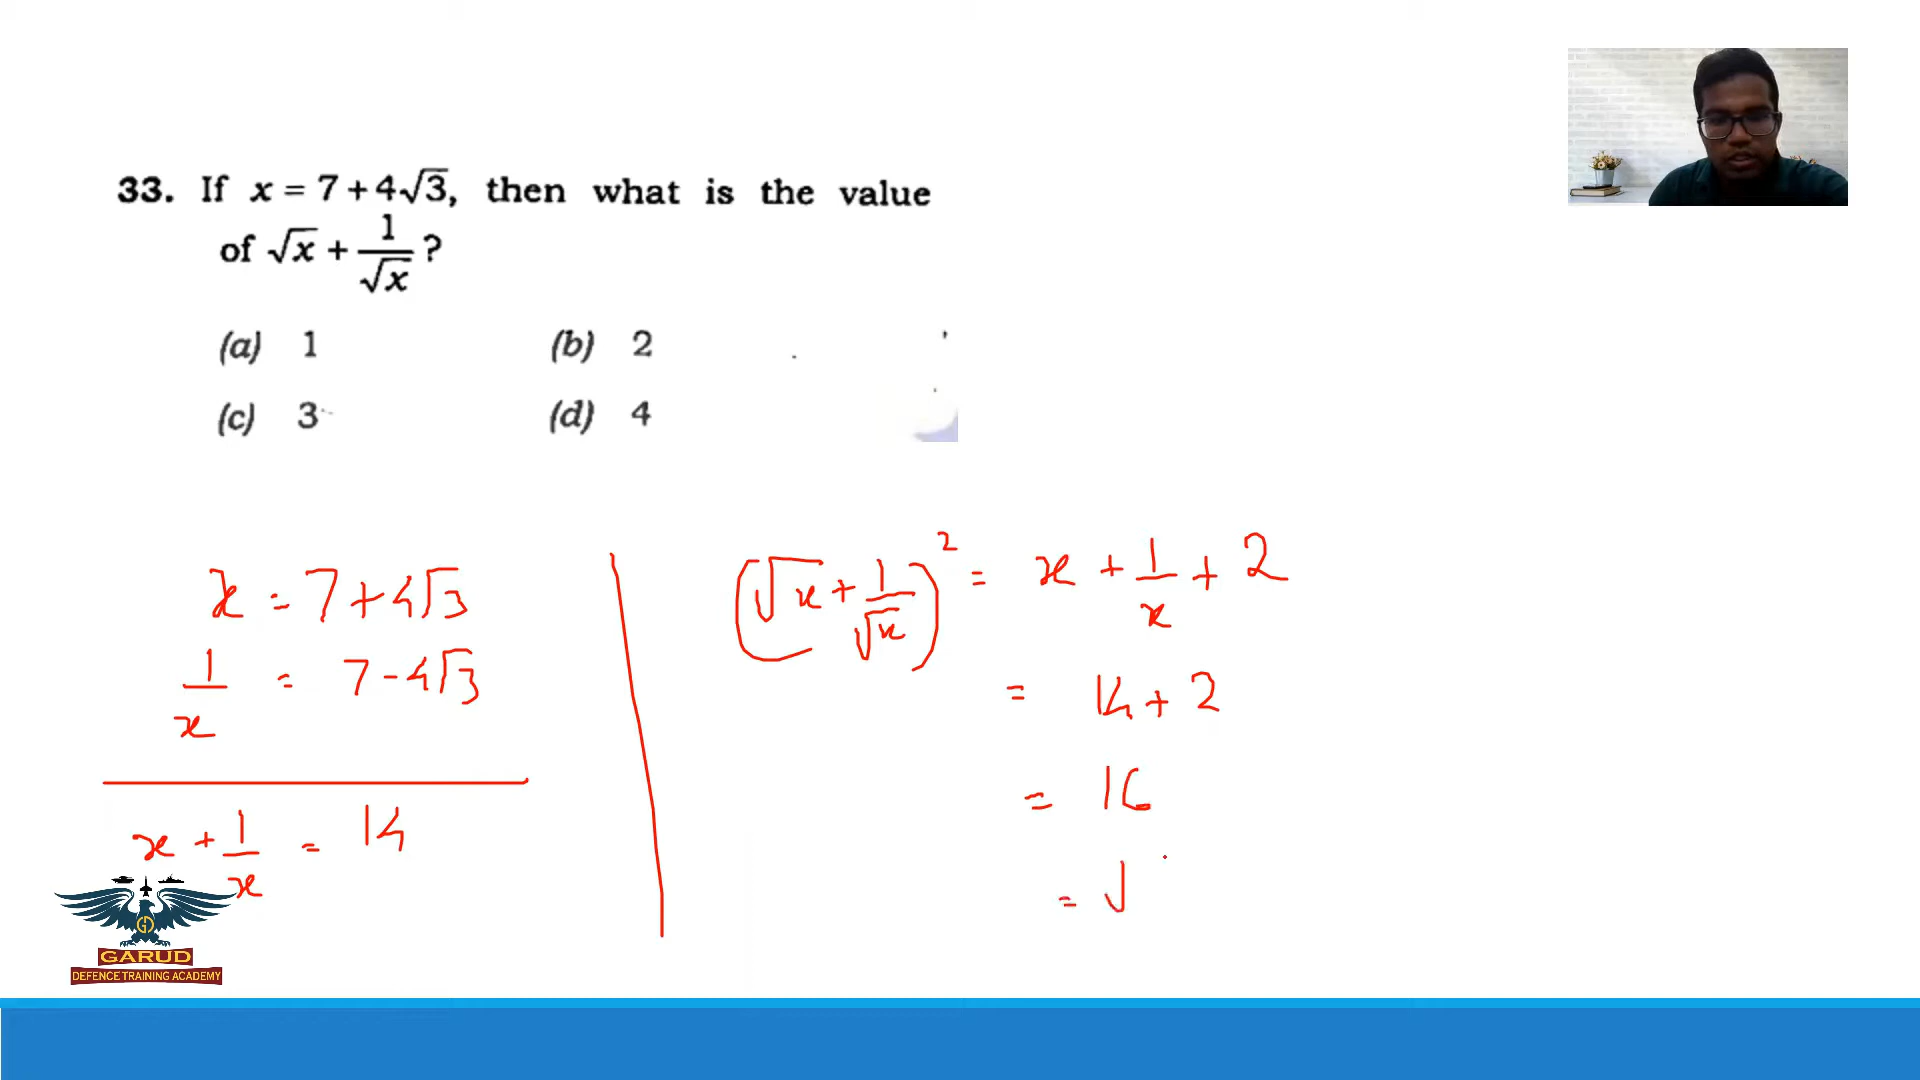 33. If x = 7 + 4√3, then what is the value
of √x + 1/√x ?
(a) 1 (b) 2
(c) 3 (d) 4
x = 7 + 4√3
1/x = 7 - 4√3
x + 1/x = 14
(√x + 1/√x)² = x + 1/x + 2
= 14 + 2
= 16
= √
GARUD
DEFENCE TRAINING ACADEMY